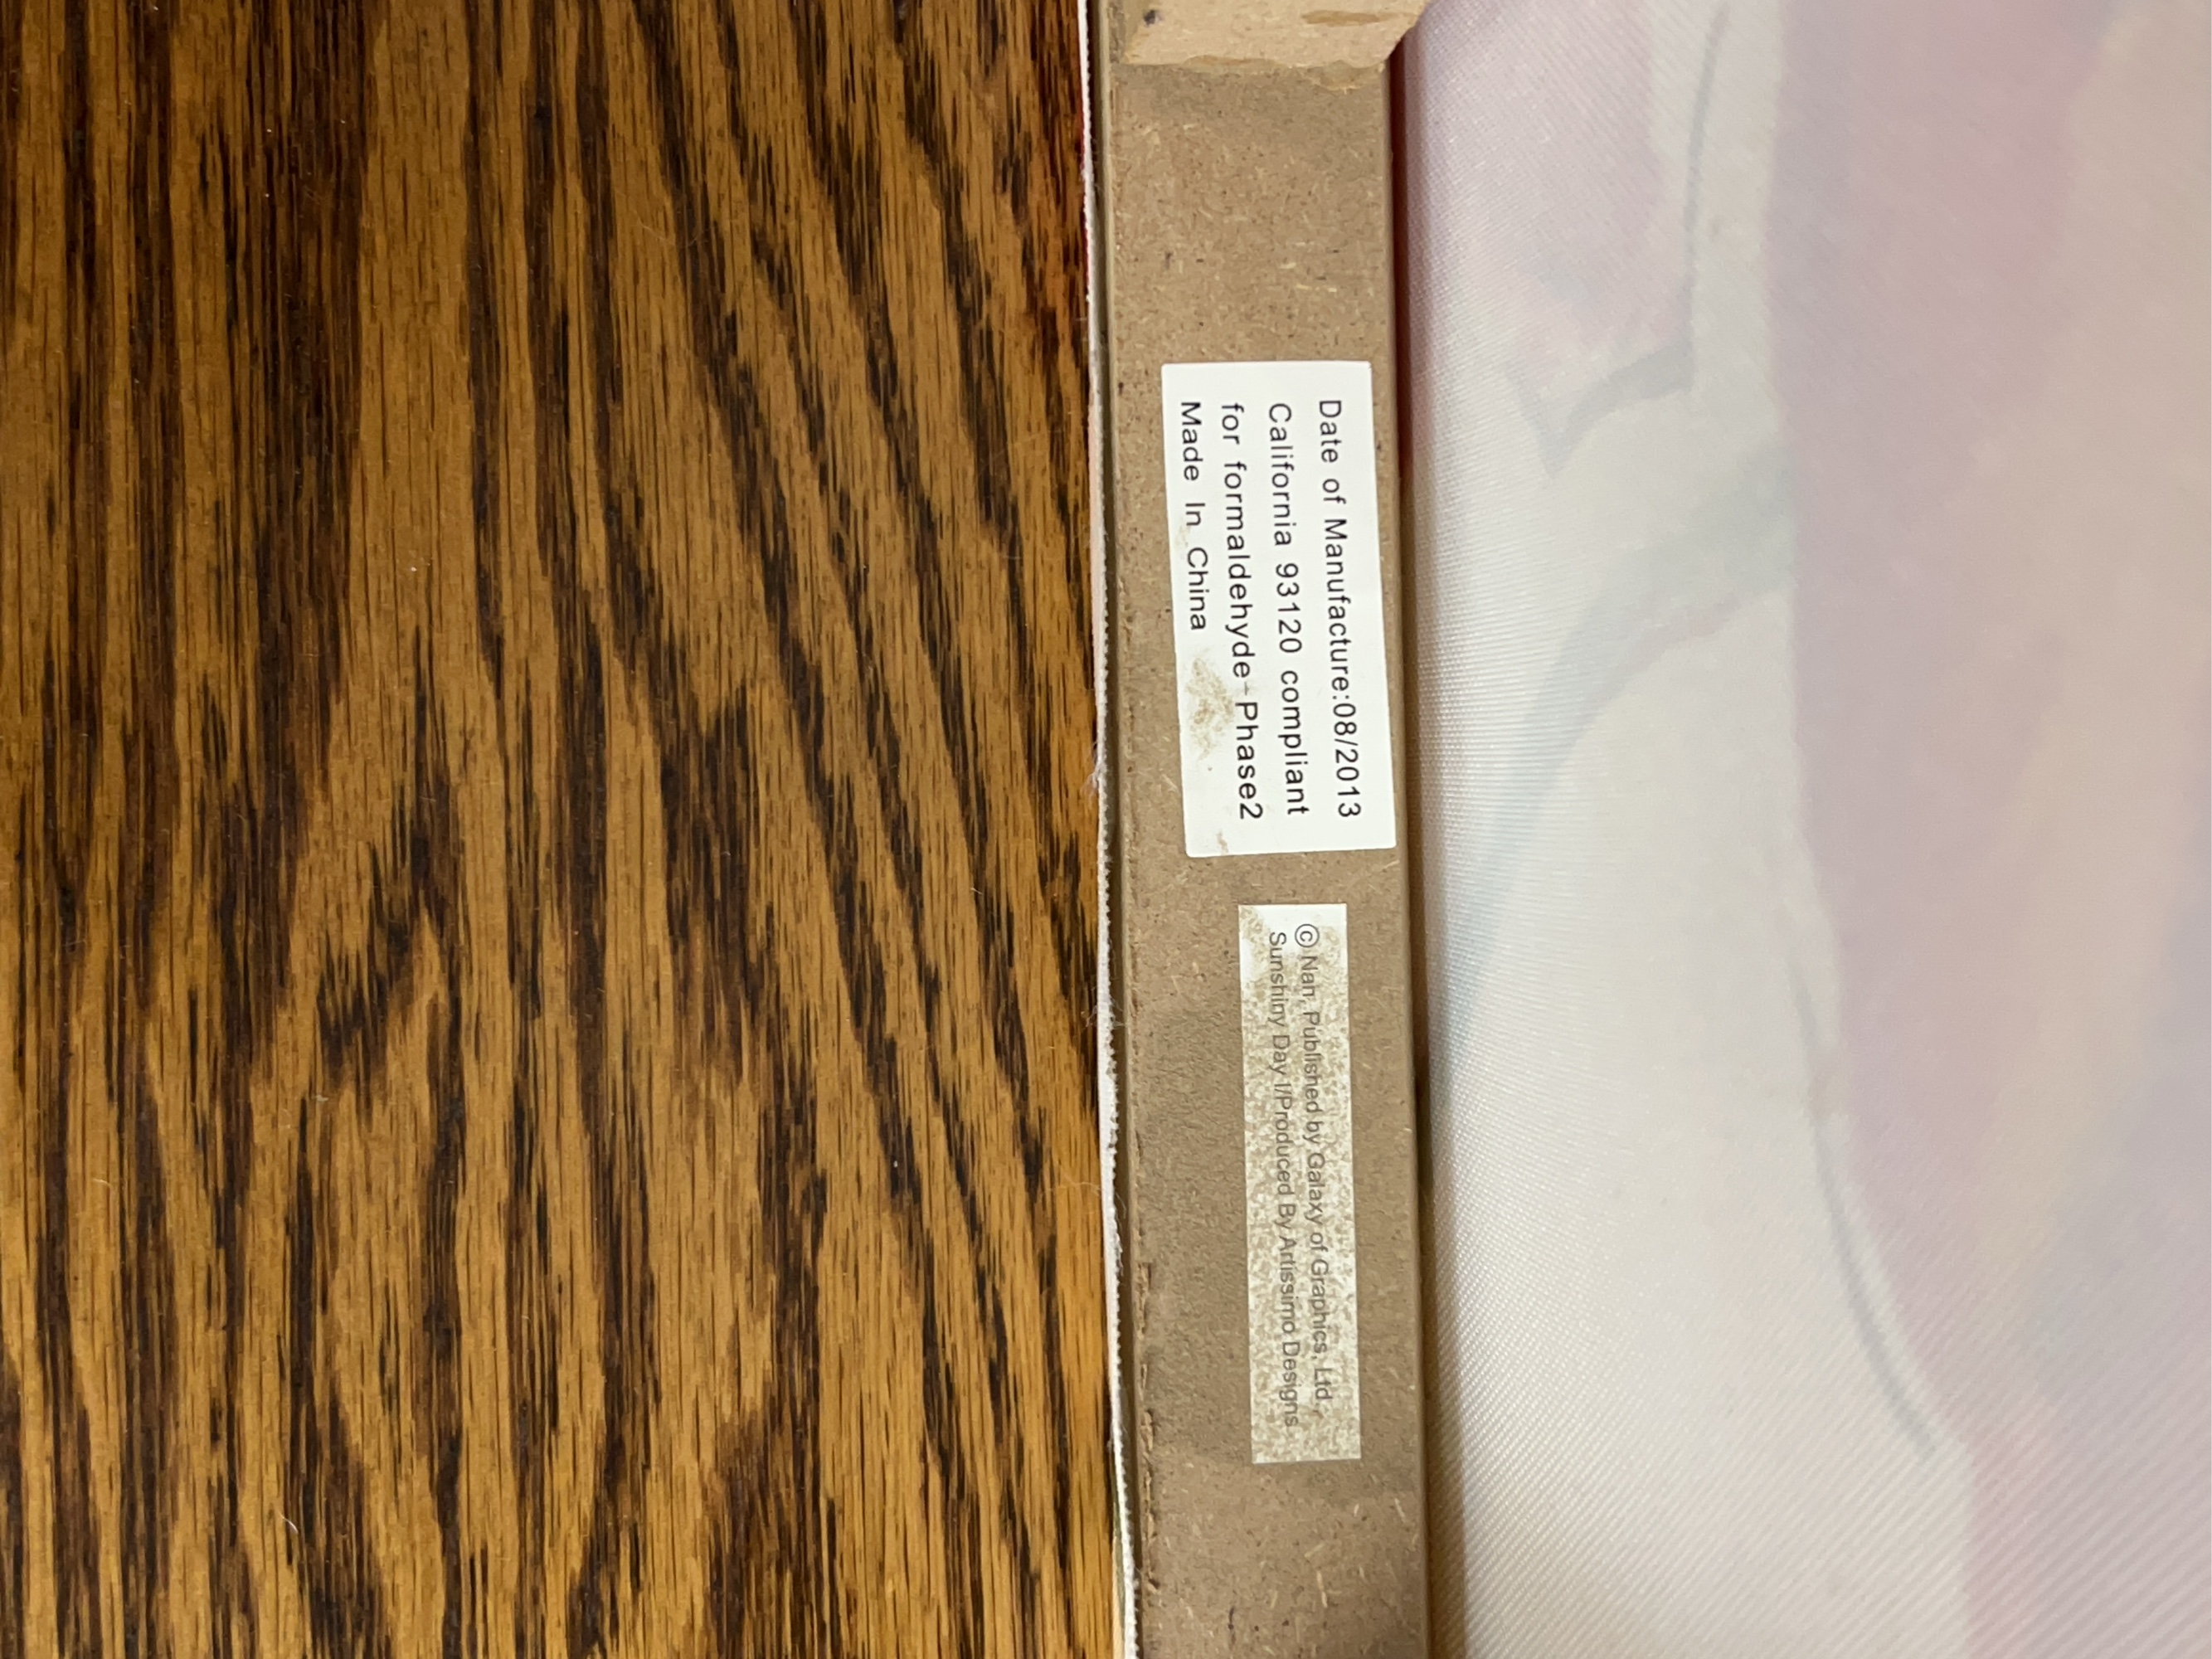 Date of Manufacture:08/2013
California 93120 compliant
for formaldehyde-Phase2
Made In China
©Nan, Published by Galaxy of Graphics, Ltd.
Sunshiny Day I/Produced By Artissimo Designs